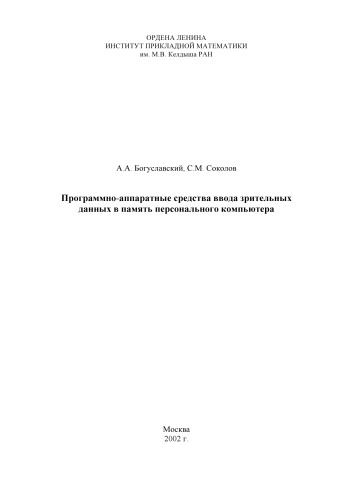 ОРДЕНА ЛЕНИНА
ИНСТИТУТ ПРИКЛАДНОЙ МАТЕМАТИКИ
им. М.В. Келдыша РАН
А.А. Богуславский, С.М. Соколов
Программно-аппаратные средства ввода зрительных
данных в память персонального компьютера
Москва
2002 г.